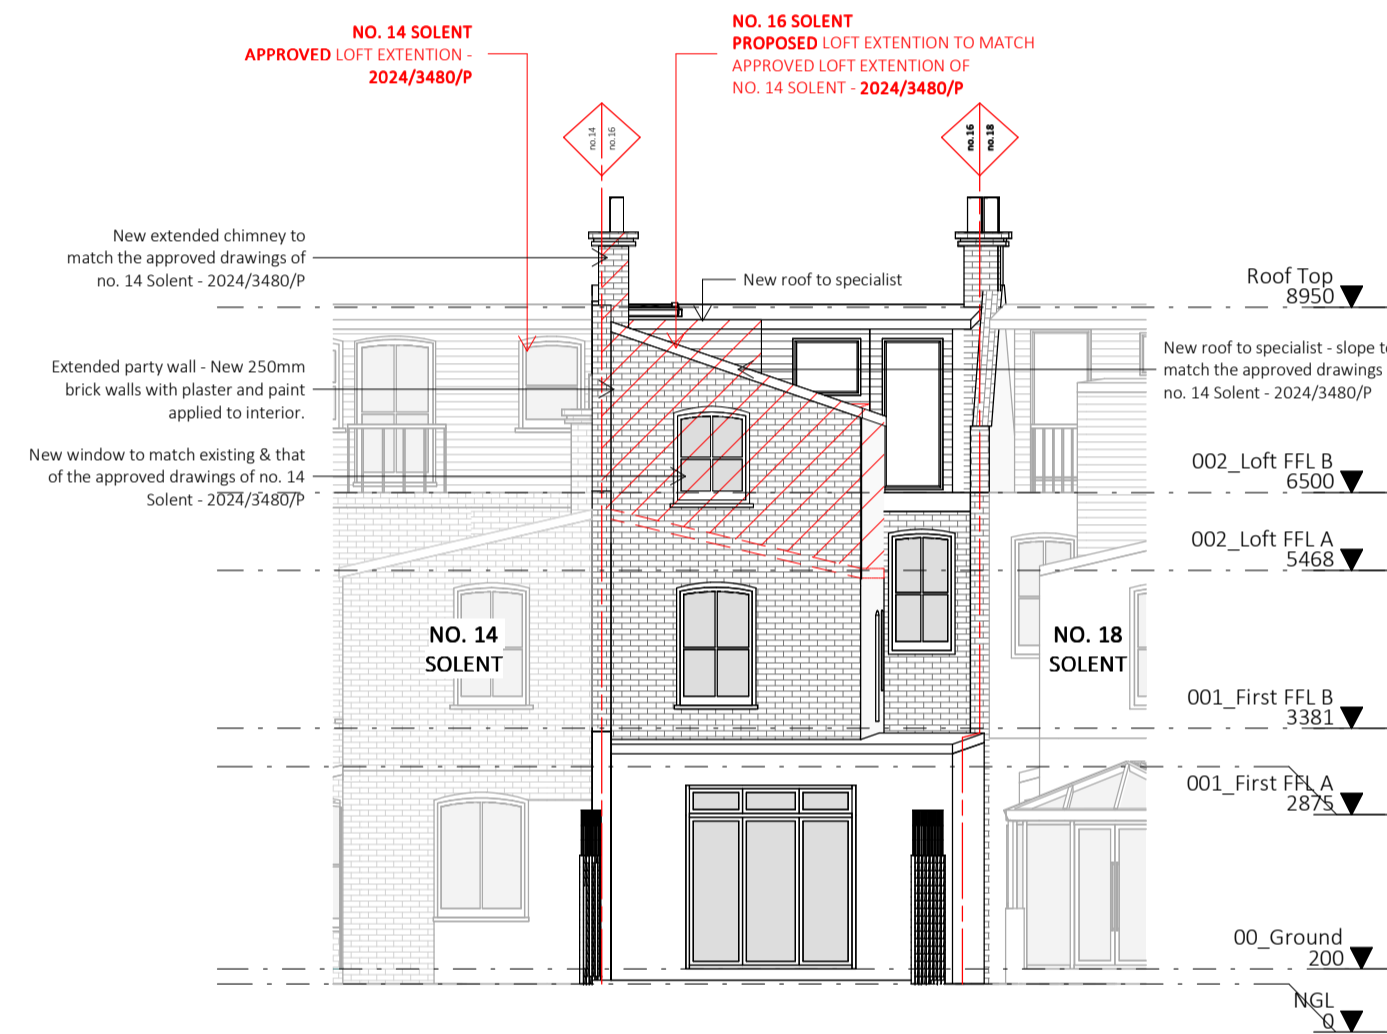 NO. 14 SOLENT
APPROVED LOFT EXTENTION -
2024/3480/P
NO. 16 SOLENT
PROPOSED LOFT EXTENTION TO MATCH
APPROVED LOFT EXTENTION OF
NO. 14 SOLENT - 2024/3480/P
no.14
no.16
no.16
no.18
New extended chimney to
match the approved drawings of
no. 14 Solent - 2024/3480/P
New roof to specialist
Roof Top
8950
Extended party wall - New 250mm
brick walls with plaster and paint
applied to interior.
New roof to specialist - slope to
match the approved drawings
no. 14 Solent - 2024/3480/P
New window to match existing & that
of the approved drawings of no. 14
Solent - 2024/3480/P
002_Loft FFL B
6500
002_Loft FFL A
5468
NO. 14
SOLENT
NO. 18
SOLENT
001_First FFL B
3381
001_First FFL A
2875
00_Ground
200
NGL
0